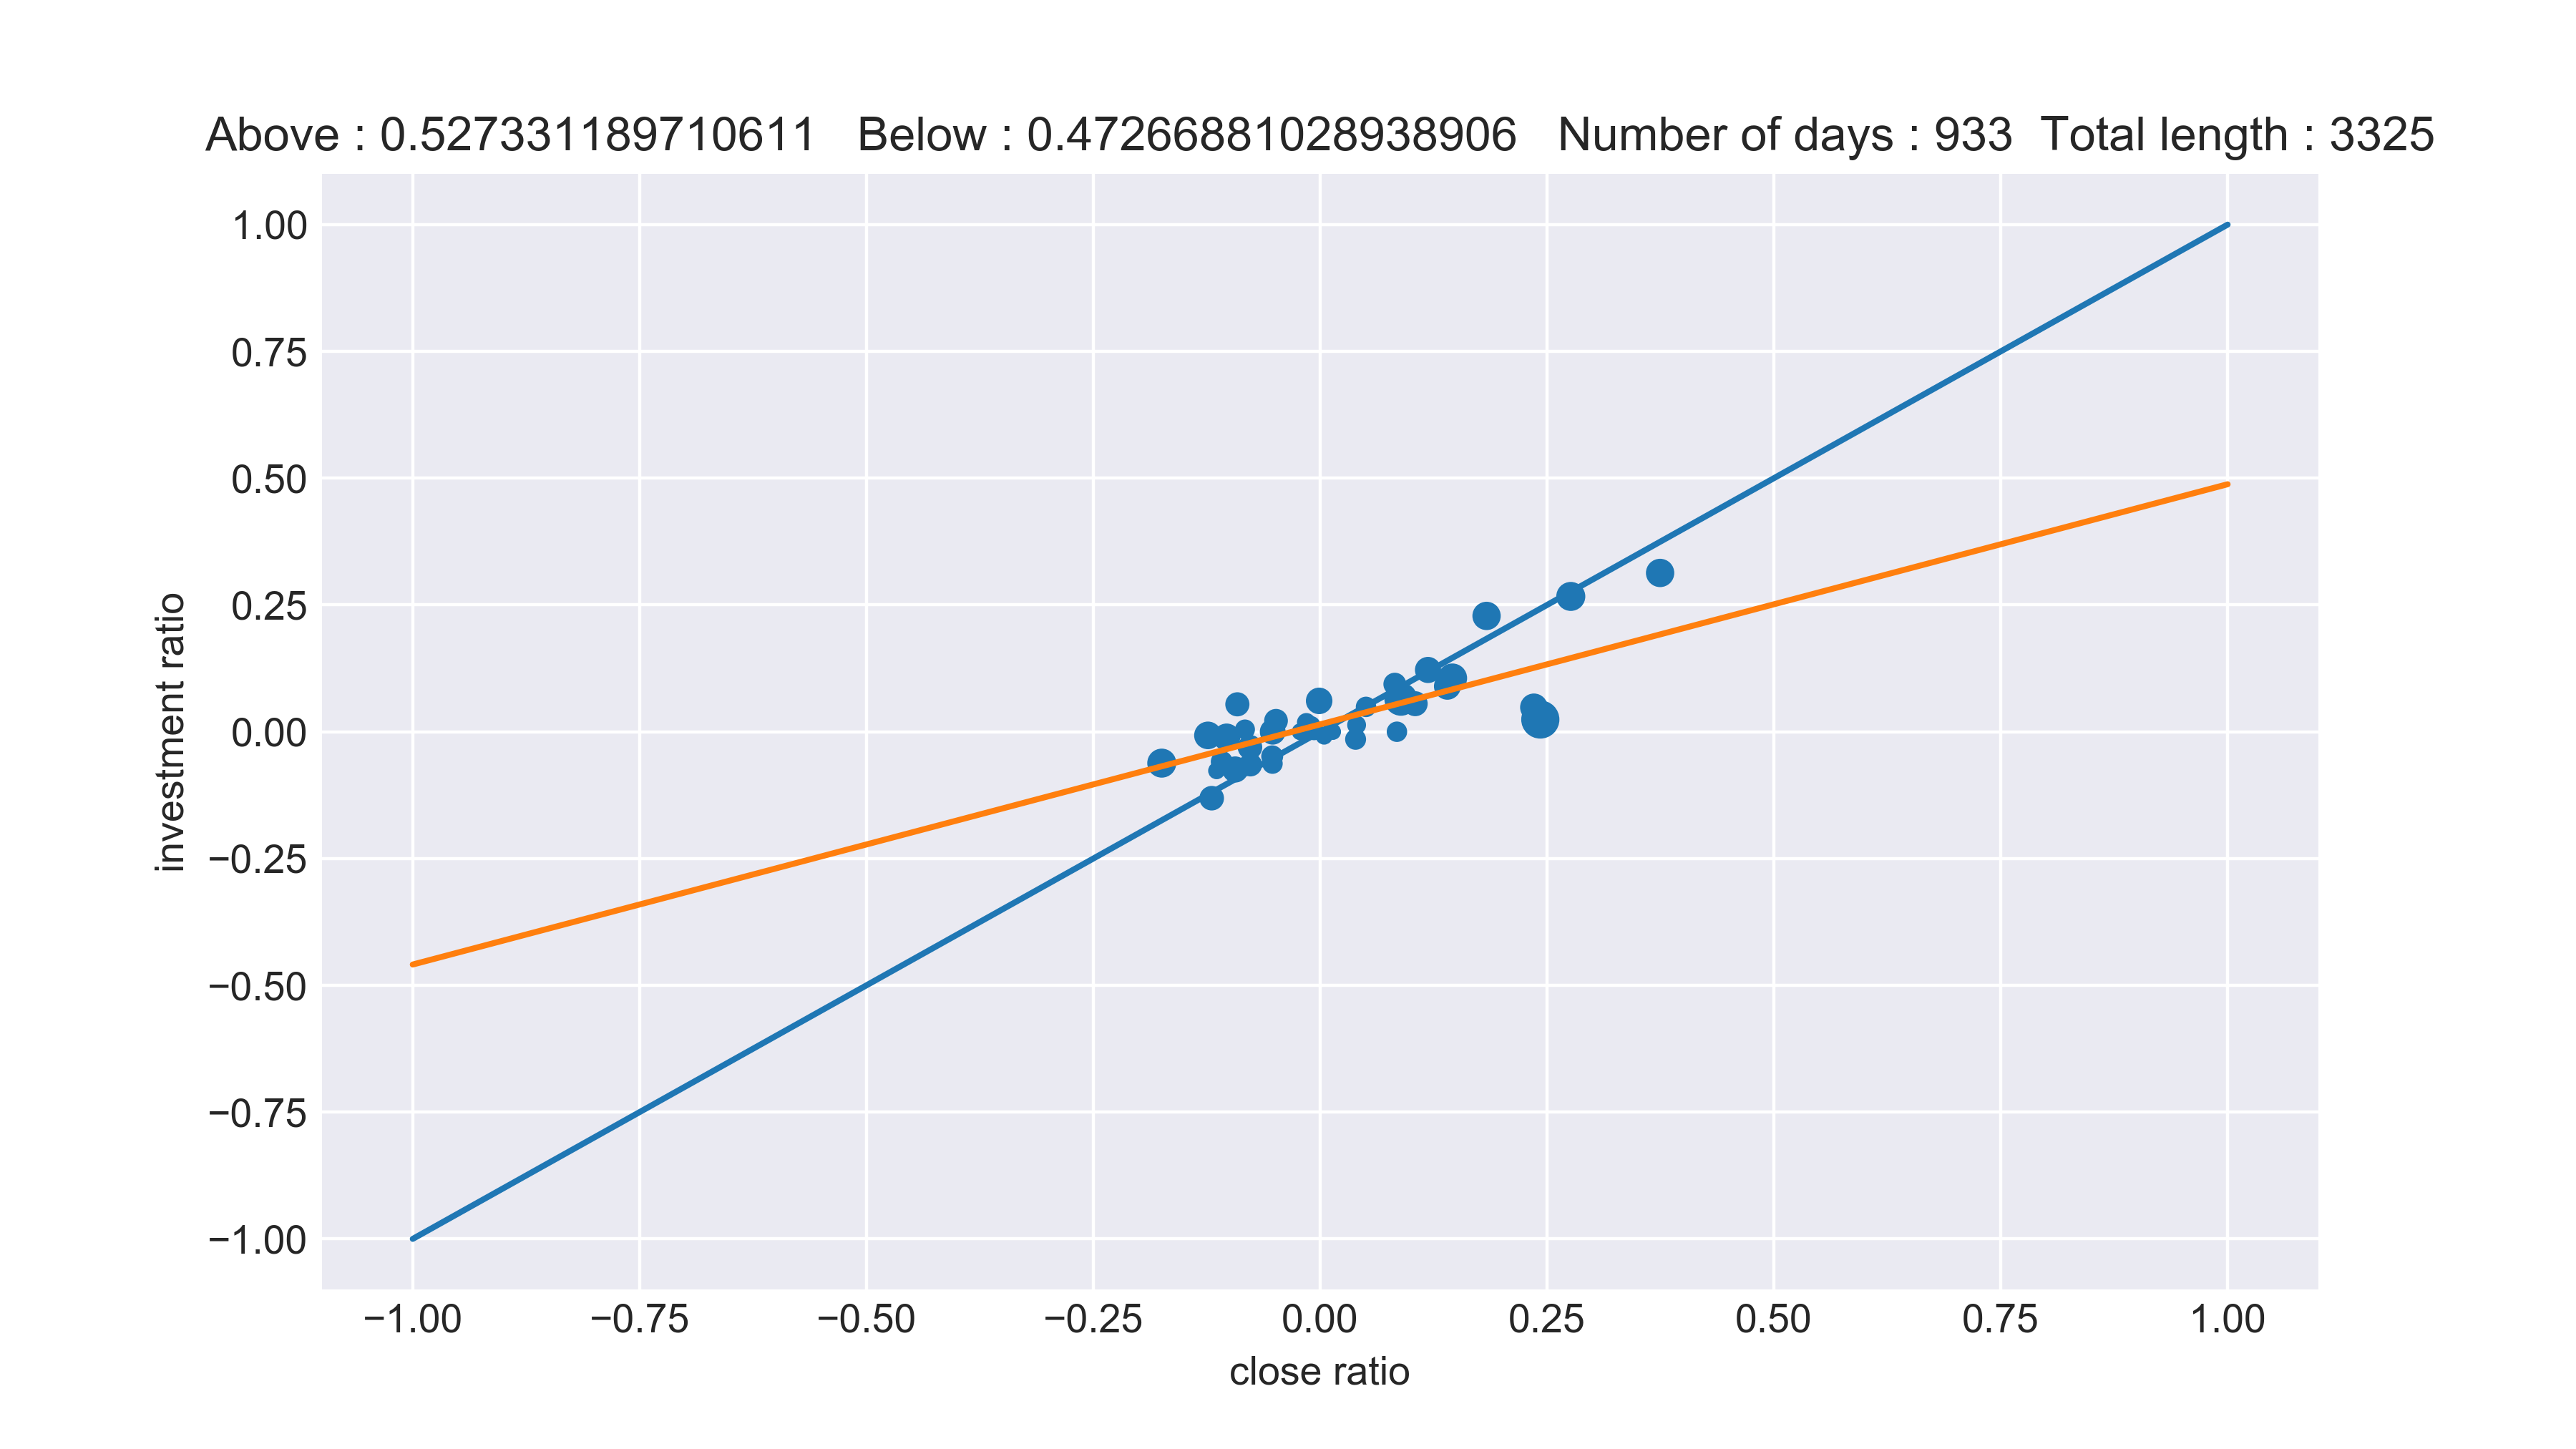 Above : 0.527331189710611 Below : 0.47266881028938906 Number of days : 933 Total length : 3325
1.00
0.75
0.50
0.25
0.00
−0.25
−0.50
−0.75
−1.00
investment ratio
−1.00 −0.75 −0.50 −0.25 0.00 0.25 0.50 0.75 1.00
close ratio